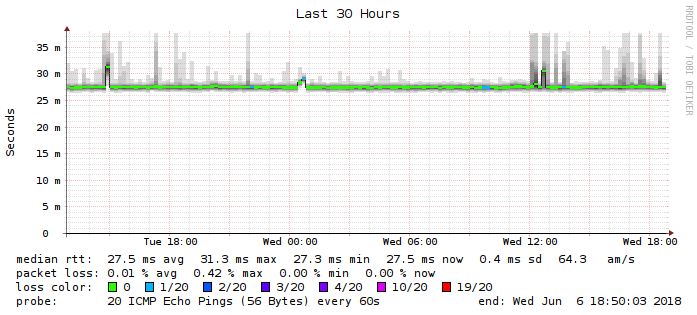 Last 30 Hours
RRDTOOL / TOBI OETIKER
Seconds
35 m
30 m
25 m
20 m
15 m
10 m
5 m
0
Tue 18:00 Wed 00:00 Wed 06:00 Wed 12:00 Wed 18:00
median rtt: 27.5 ms avg 31.3 ms max 27.3 ms min 27.5 ms now 0.4 ms sd 64.3 am/s
packet loss: 0.01 % avg 0.42 % max 0.00 % min 0.00 % now
loss color: 0 1/20 2/20 3/20 4/20 10/20 19/20
probe: 20 ICMP Echo Pings (56 Bytes) every 60s end: Wed Jun 6 18:50:03 2018